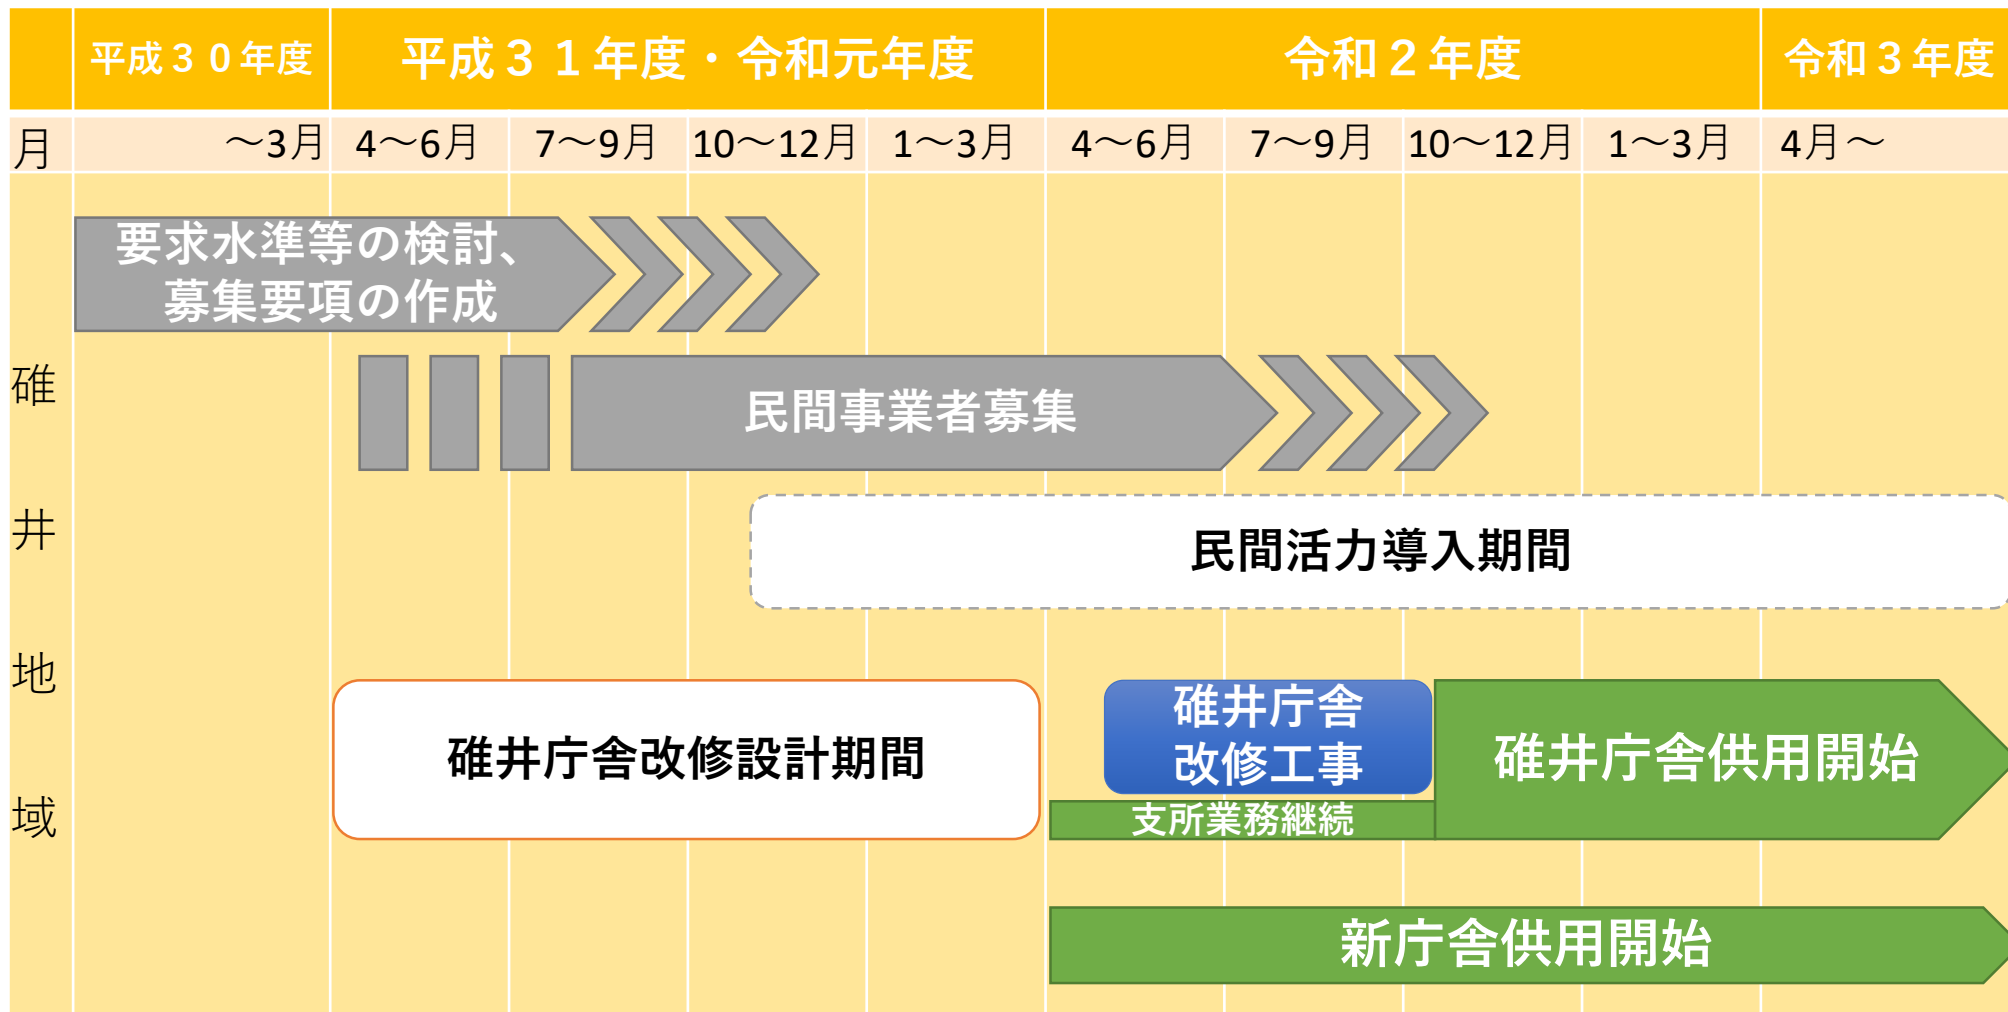 平成３０年度
平成３１年度・令和元年度
令和２年度
令和３年度
月
～3月
4～6月
7～9月
10～12月
1～3月
4～6月
7～9月
10～12月
1～3月
4月～
碓井地域
要求水準等の検討、
募集要項の作成
民間事業者募集
民間活力導入期間
碓井庁舎改修設計期間
碓井庁舎
改修工事
支所業務継続
碓井庁舎供用開始
新庁舎供用開始